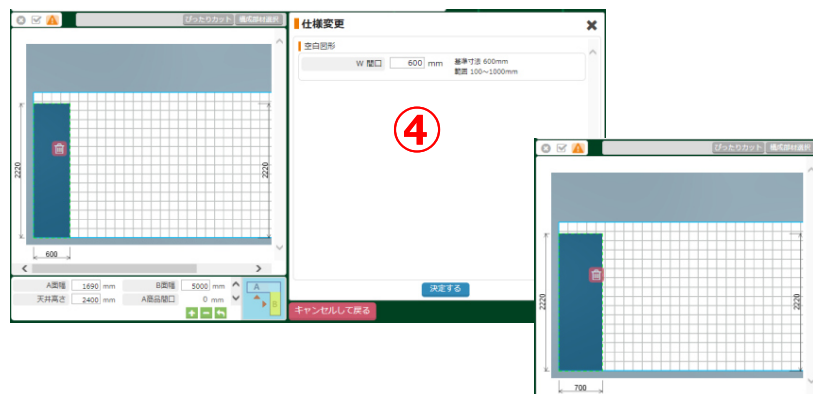 ぴったりカット 構成部材選択
2220
2220
600
A面幅 1690 mm B面幅 5000 mm
天井高さ 2400 mm A商品間口 0 mm
A
B
仕様変更
空白図形
W 間口 600 mm 基準寸法 600mm
範囲 100～1000mm
④
決定する
キャンセルして戻る
ぴったりカット 構成部材選択
2220
2220
700